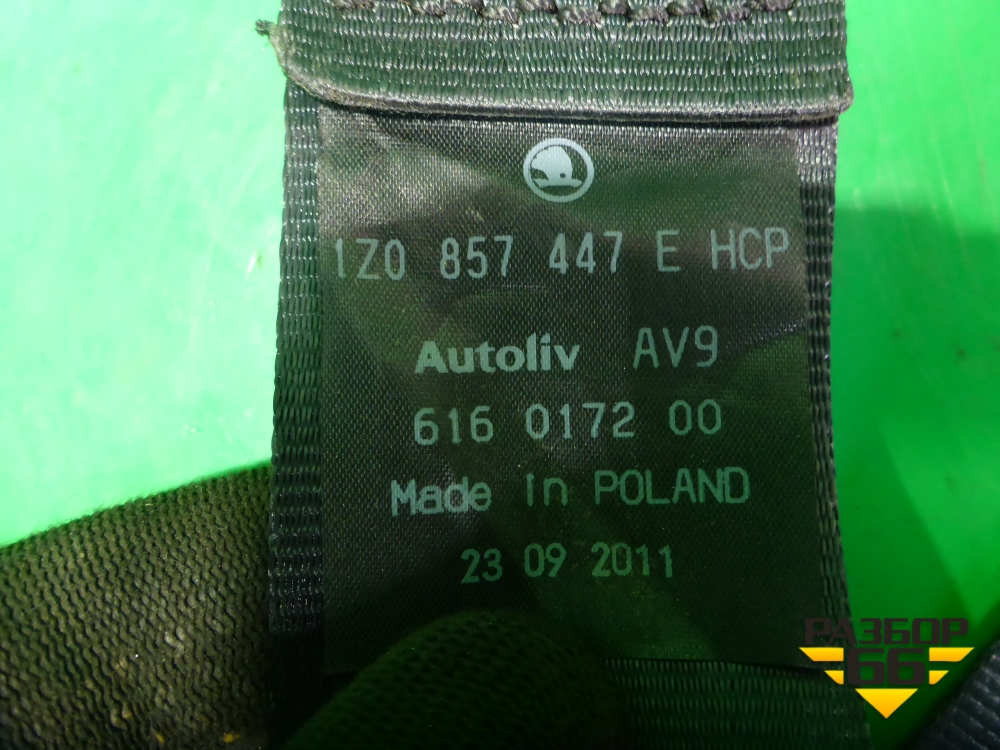 1Z0 857 447 E HCP
Autoliv AV9
616 0172 00
Made in POLAND
23 09 2011
РАЗБОР
66